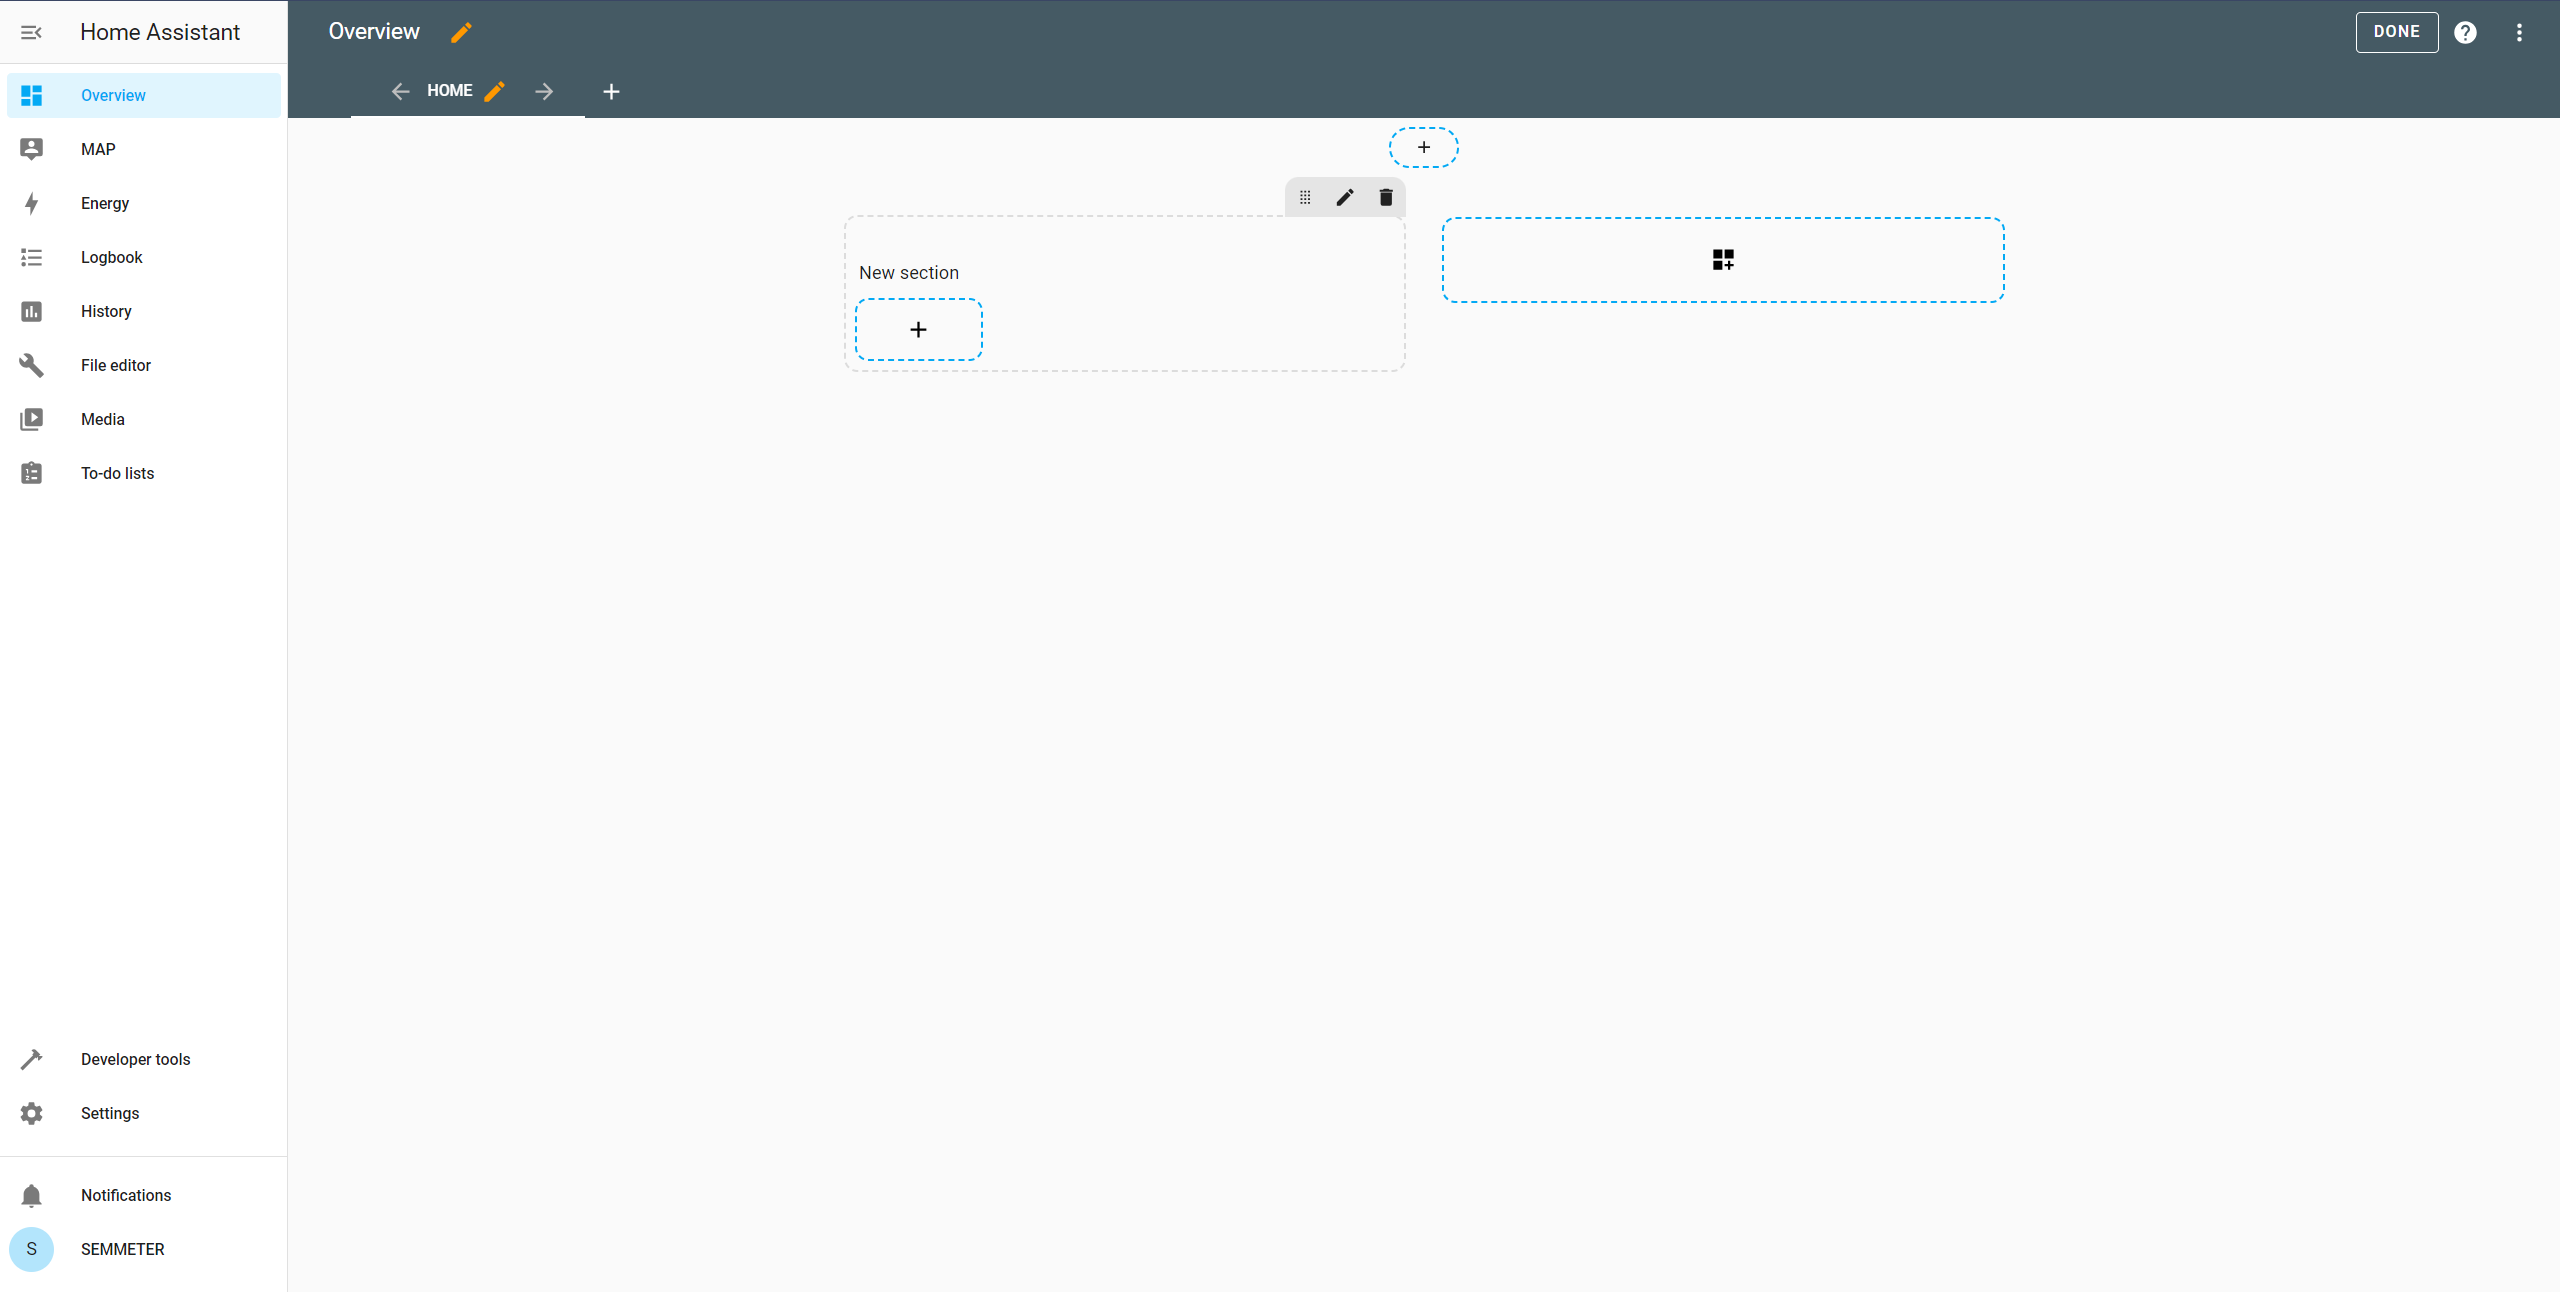 Home Assistant
Overview
DONE
HOME
Overview
MAP
Energy
Logbook
History
File editor
Media
To-do lists
New section
Developer tools
Settings
Notifications
S
SEMMETER